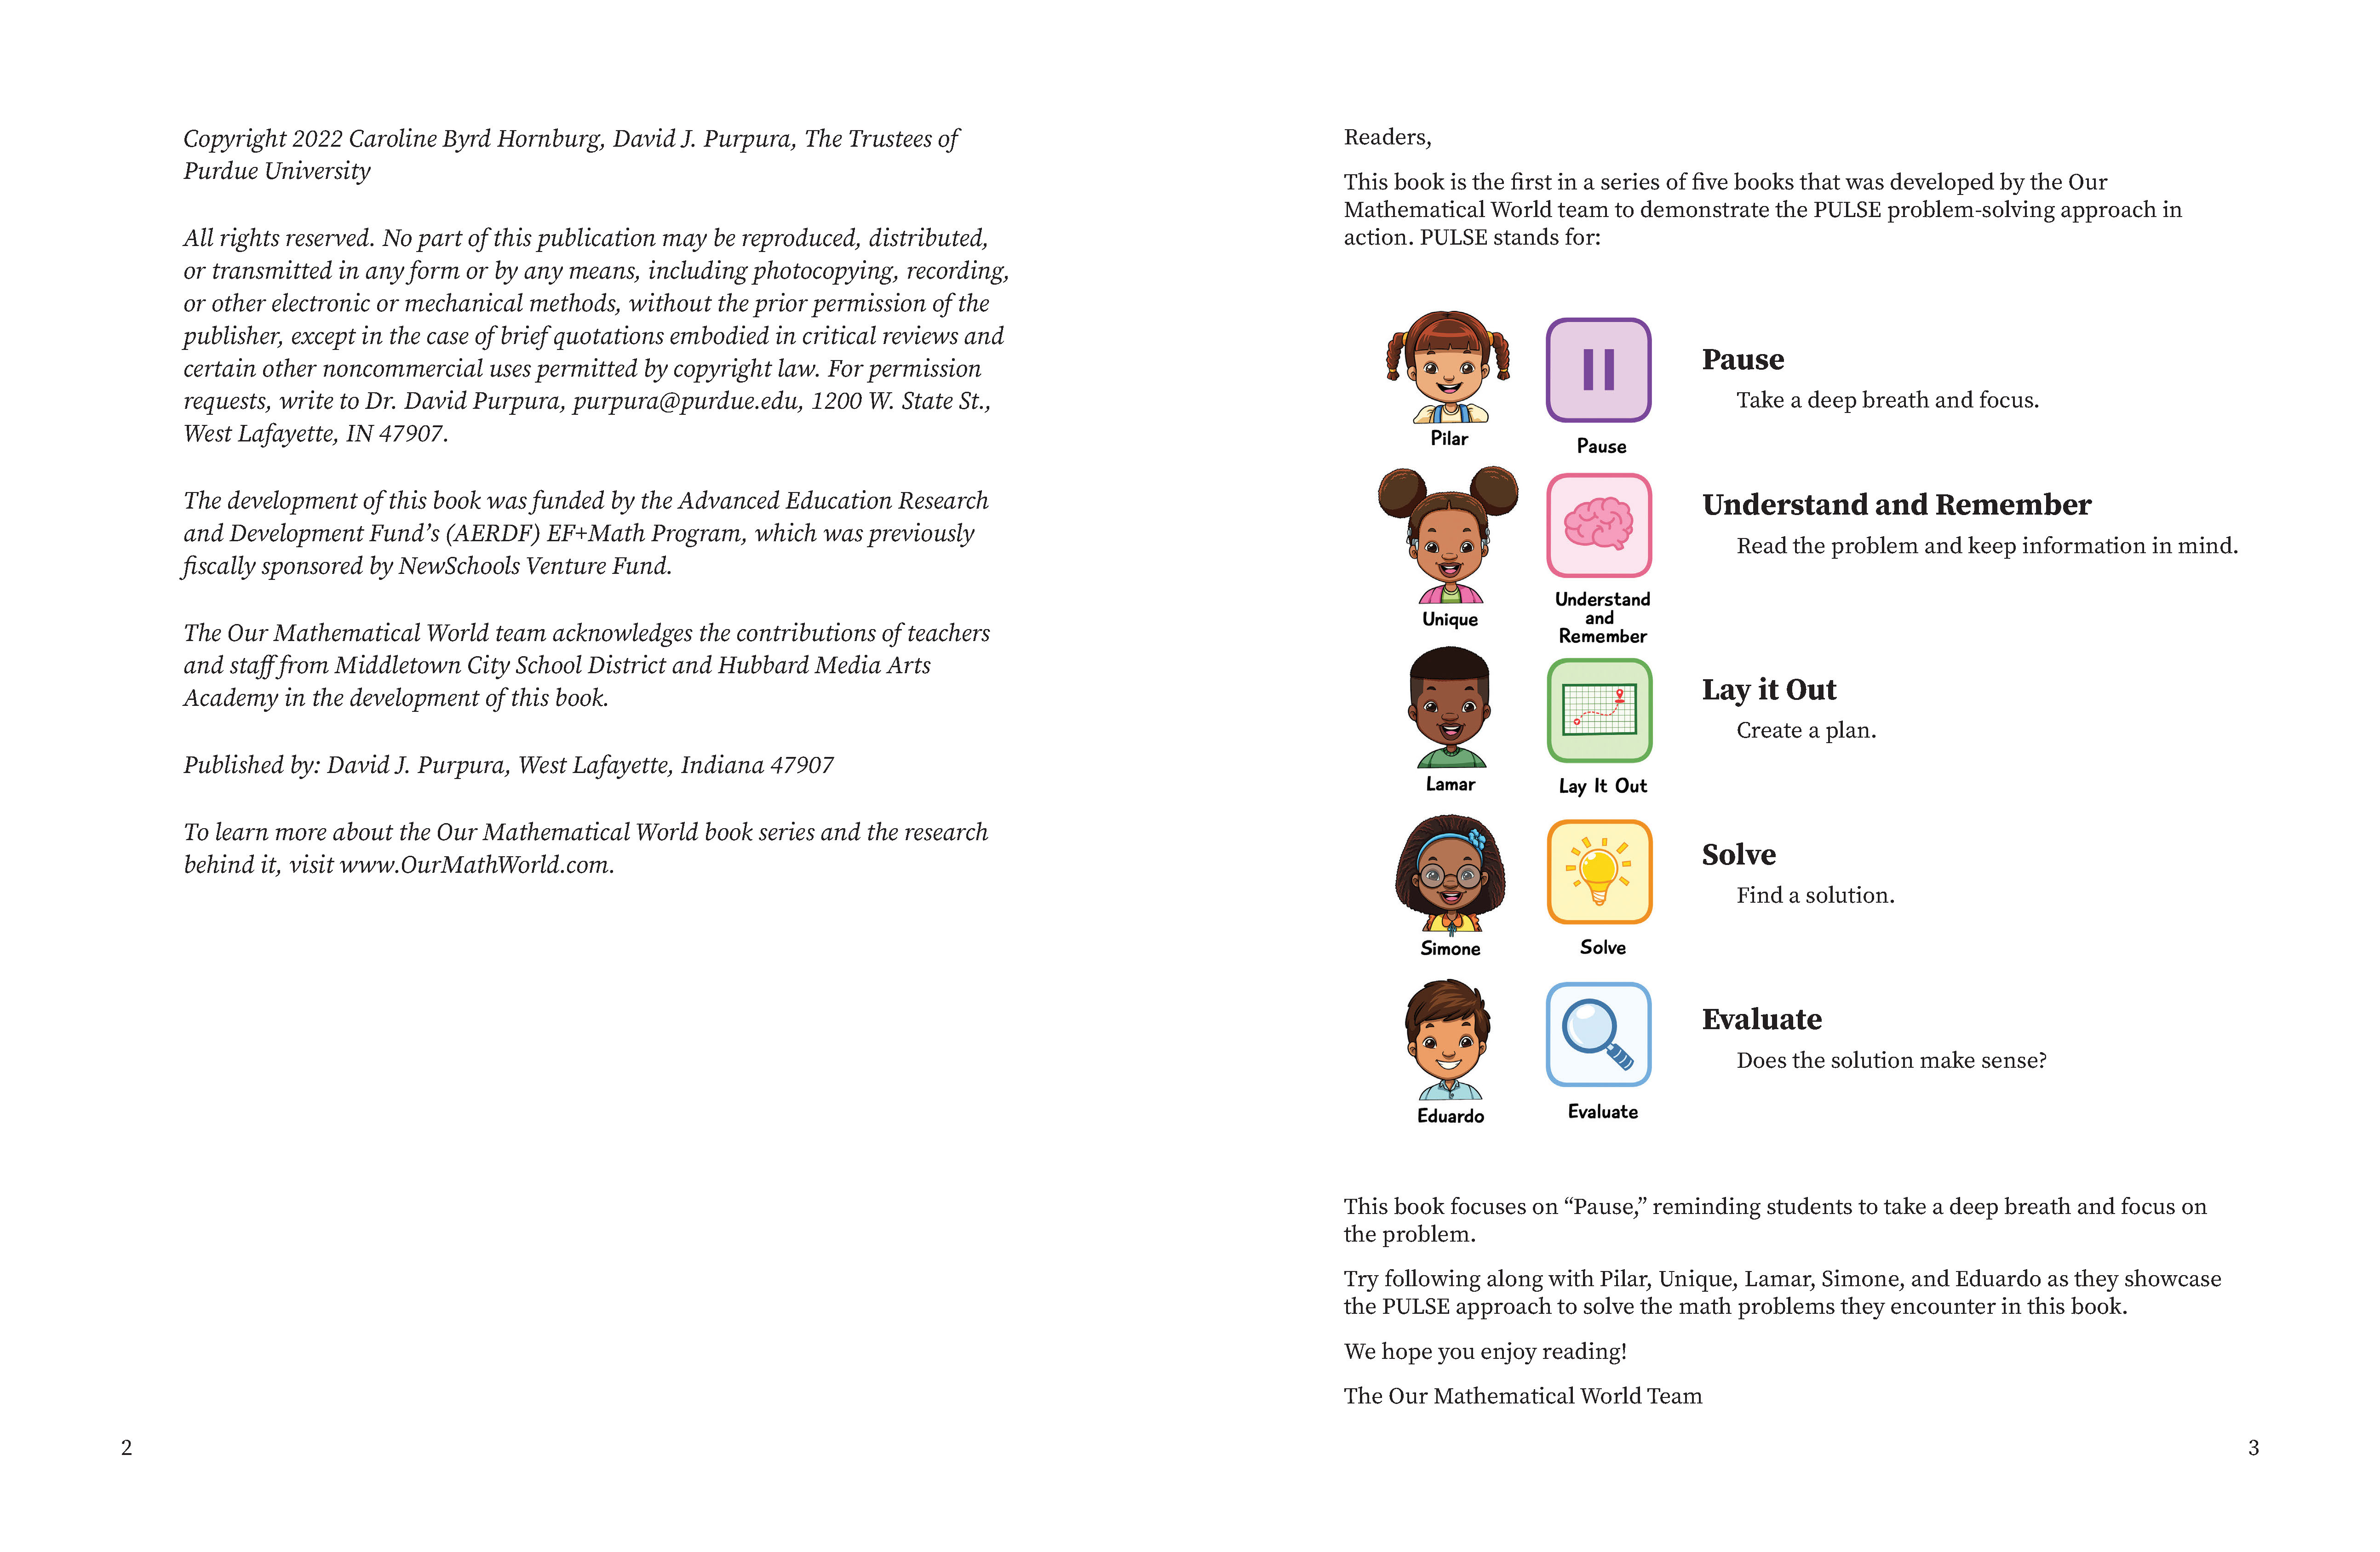 Copyright 2022 Caroline Byrd Hornburg, David J. Purpura, The Trustees of
Purdue University
All rights reserved. No part of this publication may be reproduced, distributed,
or transmitted in any form or by any means, including photocopying, recording,
or other electronic or mechanical methods, without the prior permission of the
publisher, except in the case of brief quotations embodied in critical reviews and
certain other noncommercial uses permitted by copyright law. For permission
requests, write to Dr. David Purpura, purpura@purdue.edu, 1200 W. State St.,
West Lafayette, IN 47907.
The development of this book was funded by the Advanced Education Research
and Development Fund’s (AERDF) EF+Math Program, which was previously
fiscally sponsored by NewSchools Venture Fund.
The Our Mathematical World team acknowledges the contributions of teachers
and staff from Middletown City School District and Hubbard Media Arts
Academy in the development of this book.
Published by: David J. Purpura, West Lafayette, Indiana 47907
To learn more about the Our Mathematical World book series and the research
behind it, visit www.OurMathWorld.com.
2
Readers,
This book is the first in a series of five books that was developed by the Our
Mathematical World team to demonstrate the PULSE problem-solving approach in
action. PULSE stands for:
Pilar
Pause
Pause
Take a deep breath and focus.
Unique
Understand
and
Remember
Understand and Remember
Read the problem and keep information in mind.
Lamar
Lay It Out
Lay it Out
Create a plan.
Simone
Solve
Solve
Find a solution.
Eduardo
Evaluate
Evaluate
Does the solution make sense?
This book focuses on “Pause,” reminding students to take a deep breath and focus on
the problem.
Try following along with Pilar, Unique, Lamar, Simone, and Eduardo as they showcase
the PULSE approach to solve the math problems they encounter in this book.
We hope you enjoy reading!
The Our Mathematical World Team
3